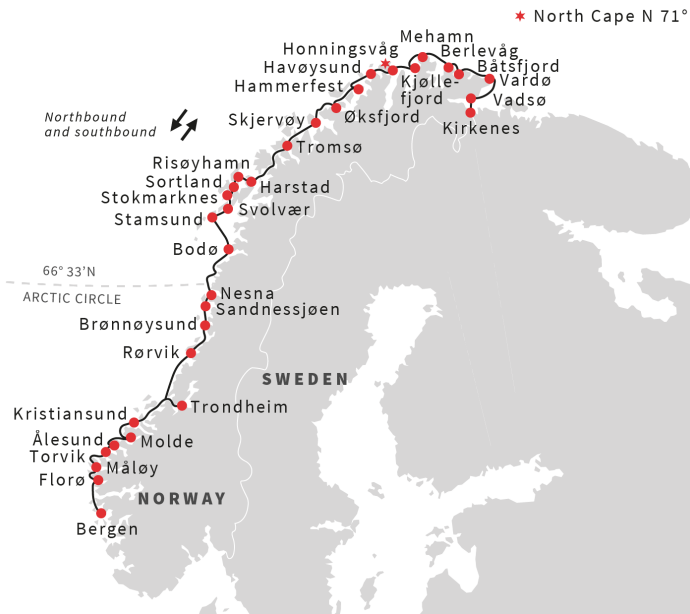 North Cape N 71°
Mehamn
Honningsvåg
Berlevåg
Havøysund
Båtsfjord
Hammerfest
Kjølle-
fjord
Vardø
Vadsø
Northbound
and southbound
Skjervøy
Øksfjord
Kirkenes
Tromsø
Risøyhamn
Sortland
Harstad
Stokmarknes
Svolvær
Stamsund
Bodø
66° 33'N
ARCTIC CIRCLE
Nesna
Sandnessjøen
Brønnøysund
Rørvik
SWEDEN
Trondheim
Kristiansund
Ålesund
Molde
Torvik
Måløy
Florø
NORWAY
Bergen